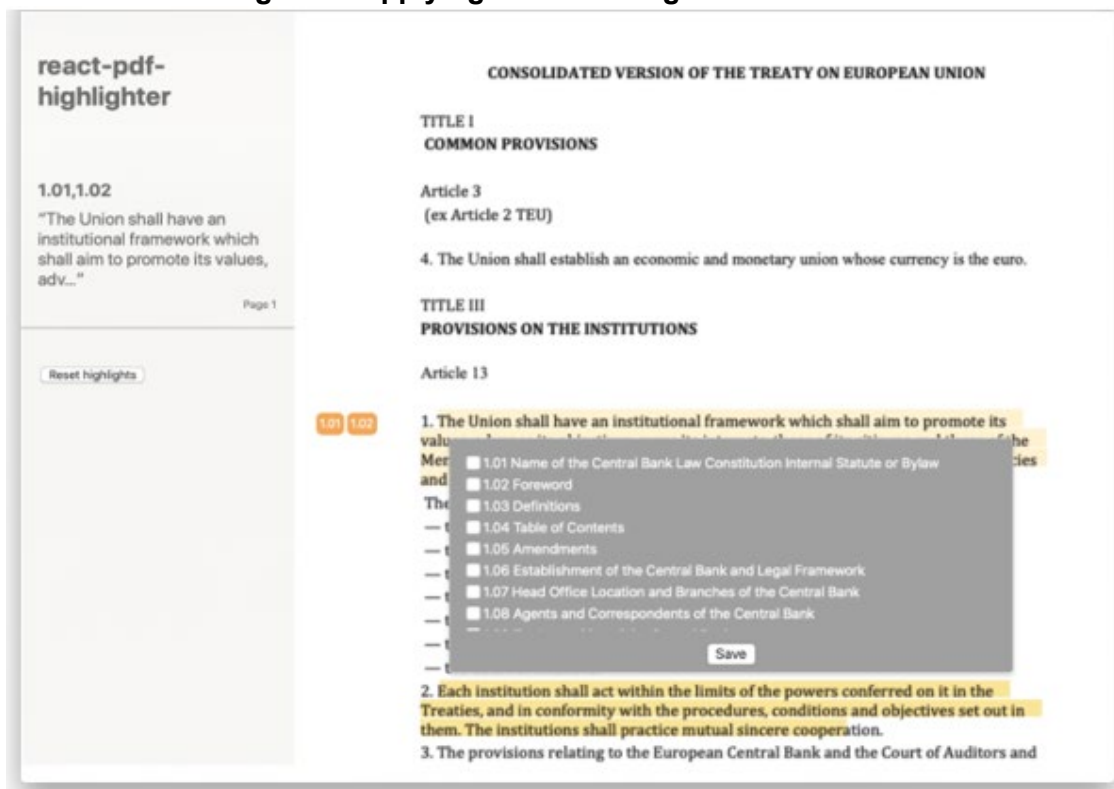 react-pdf-
highlighter
1.01,1.02
"The Union shall have an
institutional framework which
shall aim to promote its values,
adv..."
Page 1
Reset highlights
CONSOLIDATED VERSION OF THE TREATY ON EUROPEAN UNION
TITLE I
COMMON PROVISIONS
Article 3
(ex Article 2 TEU)
4. The Union shall establish an economic and monetary union whose currency is the euro.
TITLE III
PROVISIONS ON THE INSTITUTIONS
Article 13
1.01 1.02
1. The Union shall have an institutional framework which shall aim to promote its
the
Mer
and
The
1.01 Name of the Central Bank Law Constitution Internal Statute or Bylaw
1.02 Foreword
1.03 Definitions
1.04 Table of Contents
1.05 Amendments
1.06 Establishment of the Central Bank and Legal Framework
1.07 Head Office Location and Branches of the Central Bank
1.08 Agents and Correspondents of the Central Bank
Save
2. Each institution shall act within the limits of the powers conferred on it in the
Treaties, and in conformity with the procedures, conditions and objectives set out in
them. The institutions shall practice mutual sincere cooperation.
3. The provisions relating to the European Central Bank and the Court of Auditors and